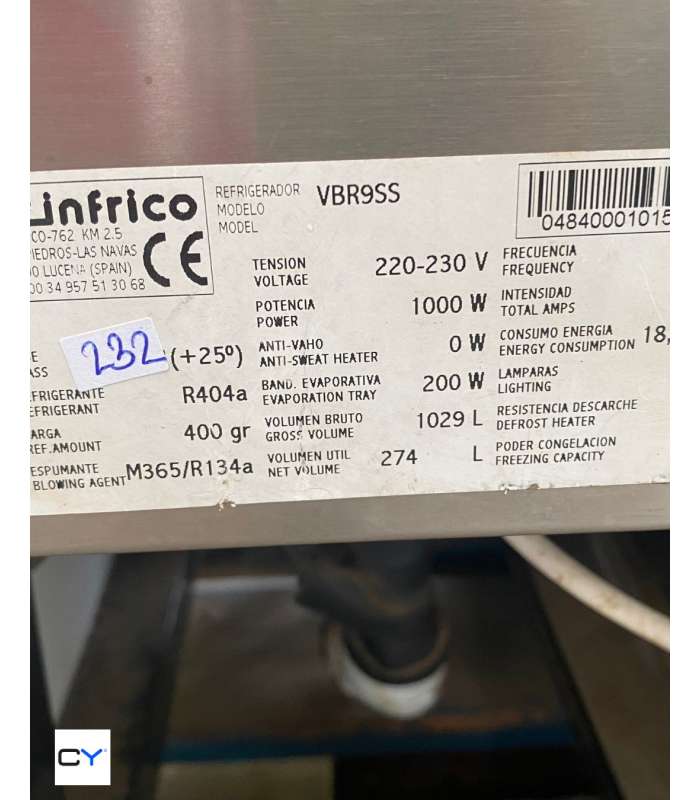 infrico
CO-762 KM 2.5
PIEDROS-LAS NAVAS
LUCENA (SPAIN)
00 34 957 51 30 68
CE
REFRIGERADOR
MODELO
MODEL
VBR9SS
04840001015
TENSION
VOLTAGE
220-230 V
FRECUENCIA
FREQUENCY
POTENCIA
POWER
1000 W
INTENSIDAD
TOTAL AMPS
232
(+25º)
ANTI-VAHO
ANTI-SWEAT HEATER
0 W
CONSUMO ENERGIA
ENERGY CONSUMPTION
18,
EFRIGERANTE
EFRIGERANT
R404a
BAND. EVAPORATIVA
EVAPORATION TRAY
200 W
LAMPARAS
LIGHTING
ARGA
REF.AMOUNT
400 gr
VOLUMEN BRUTO
GROSS VOLUME
1029 L
RESISTENCIA DESCARCHE
DEFROST HEATER
ESPUMANTE
BLOWING AGENT
M365/R134a
VOLUMEN UTIL
NET VOLUME
274 L
PODER CONGELACION
FREEZING CAPACITY
CY